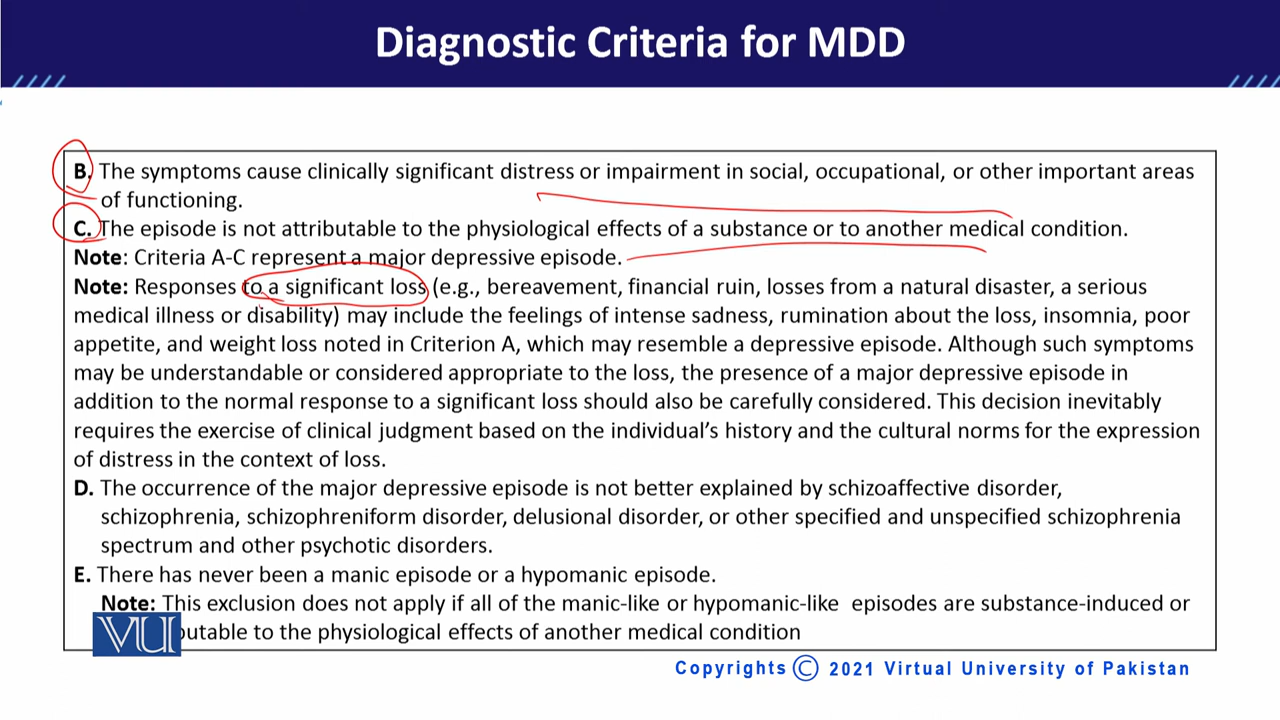 Diagnostic Criteria for MDD
B. The symptoms cause clinically significant distress or impairment in social, occupational, or other important areas
of functioning.
C. The episode is not attributable to the physiological effects of a substance or to another medical condition.
Note: Criteria A-C represent a major depressive episode.
Note: Responses to a significant loss (e.g., bereavement, financial ruin, losses from a natural disaster, a serious
medical illness or disability) may include the feelings of intense sadness, rumination about the loss, insomnia, poor
appetite, and weight loss noted in Criterion A, which may resemble a depressive episode. Although such symptoms
may be understandable or considered appropriate to the loss, the presence of a major depressive episode in
addition to the normal response to a significant loss should also be carefully considered. This decision inevitably
requires the exercise of clinical judgment based on the individual’s history and the cultural norms for the expression
of distress in the context of loss.
D. The occurrence of the major depressive episode is not better explained by schizoaffective disorder,
schizophrenia, schizophreniform disorder, delusional disorder, or other specified and unspecified schizophrenia
spectrum and other psychotic disorders.
E. There has never been a manic episode or a hypomanic episode.
Note: This exclusion does not apply if all of the manic-like or hypomanic-like episodes are substance-induced or
VU butable to the physiological effects of another medical condition
Copyrights © 2021 Virtual University of Pakistan